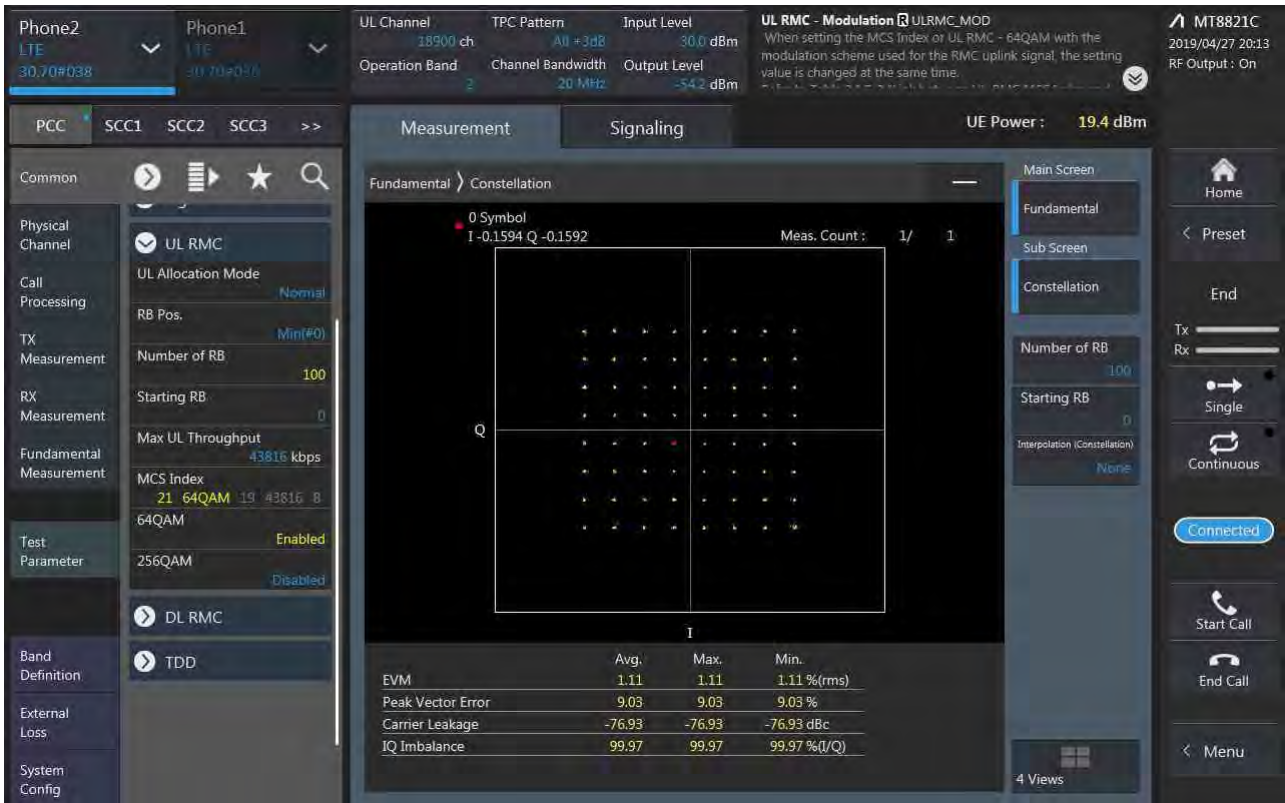 Phone2
LTE
30.70#038
Phone1
LTE
UL Channel
18900 ch
Operation Band
2
TPC Pattern
All +3dB
Channel Bandwidth
20 MHz
Input Level
30.0 dBm
Output Level
-54.2 dBm
UL RMC - Modulation R ULRMC_MOD
When setting the MCS Index or UL RMC - 64QAM with the
modulation scheme used for the RMC uplink signal, the setting
value is changed at the same time.
MT8821C
2019/04/27 20:13
RF Output : On
PCC SCC1 SCC2 SCC3 >>
Measurement
Signaling
UE Power : 19.4 dBm
Common
Physical
Channel
Call
Processing
TX
Measurement
RX
Measurement
Fundamental
Measurement
Test
Parameter
Band
Definition
External
Loss
System
Config
UL RMC
UL Allocation Mode
Normal
RB Pos.
Min(#0)
Number of RB
100
Starting RB
0
Max UL Throughput
43816 kbps
MCS Index
21 64QAM 19 43816 8
64QAM
Enabled
256QAM
Disabled
DL RMC
TDD
Fundamental 〉 Constellation
0 Symbol
I -0.1594 Q -0.1592
Meas. Count : 1/ 1
Q
I
Avg. Max. Min.
EVM 1.11 1.11 1.11 %(rms)
Peak Vector Error 9.03 9.03 9.03 %
Carrier Leakage -76.93 -76.93 -76.93 dBc
IQ Imbalance 99.97 99.97 99.97 %(I/Q)
Main Screen
Fundamental
Sub Screen
Constellation
Number of RB
100
Starting RB
0
Interpolation (Constellation)
None
4 Views
Home
< Preset
End
Tx
Rx
Single
Continuous
Connected
Start Call
End Call
< Menu